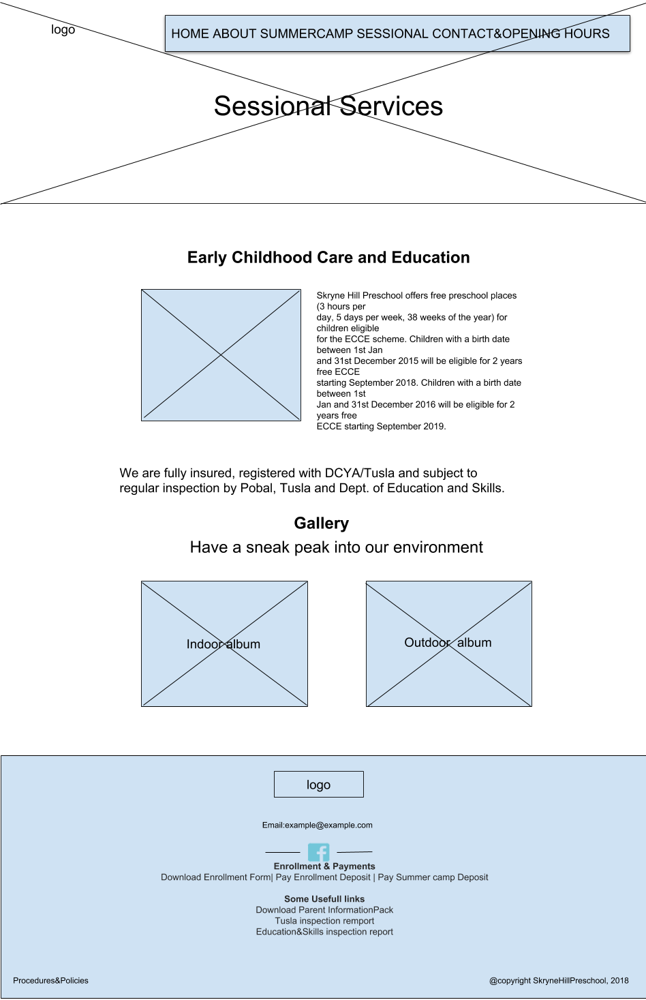 logo
HOME ABOUT SUMMERCAMP SESSIONAL CONTACT&OPENING HOURS
Sessional Services
Early Childhood Care and Education
Skryne Hill Preschool offers free preschool places
(3 hours per
day, 5 days per week, 38 weeks of the year) for
children eligible
for the ECCE scheme. Children with a birth date
between 1st Jan
and 31st December 2015 will be eligible for 2 years
free ECCE
starting September 2018. Children with a birth date
between 1st
Jan and 31st December 2016 will be eligible for 2
years free
ECCE starting September 2019.
We are fully insured, registered with DCYA/Tusla and subject to
regular inspection by Pobal, Tusla and Dept. of Education and Skills.
Gallery
Have a sneak peak into our environment
Indoor album
Outdoor album
logo
Email:example@example.com
Enrollment & Payments
Download Enrollment Form| Pay Enrollment Deposit | Pay Summer camp Deposit
Some Usefull links
Download Parent InformationPack
Tusla inspection remport
Education&Skills inspection report
Procedures&Policies
@copyright SkryneHillPreschool, 2018